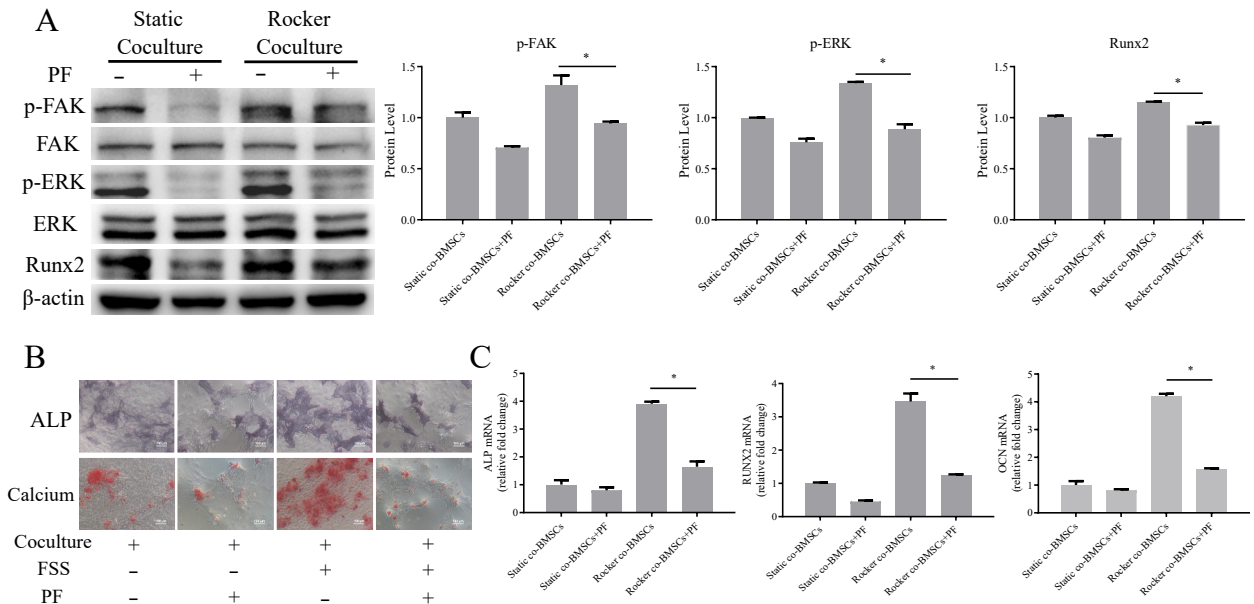 A
Static
Coculture
Rocker
Coculture
PF – + – +
p-FAK
FAK
p-ERK
ERK
Runx2
β-actin
p-FAK
Protein Level
1.5
1.0
0.5
0.0
*
Static co-BMSCs
Static co-BMSCs+PF
Rocker co-BMSCs
Rocker co-BMSCs+PF
p-ERK
Protein Level
1.5
1.0
0.5
0.0
*
Static co-BMSCs
Static co-BMSCs+PF
Rocker co-BMSCs
Rocker co-BMSCs+PF
Runx2
Protein Level
1.5
1.0
0.5
0.0
*
Static co-BMSCs
Static co-BMSCs+PF
Rocker co-BMSCs
Rocker co-BMSCs+PF
B
ALP
Calcium
Coculture + + + +
FSS – – + +
PF – + – +
C
ALP mRNA
(relative fold change)
5
4
3
2
1
0
*
Static co-BMSCs
Static co-BMSCs+PF
Rocker co-BMSCs
Rocker co-BMSCs+PF
RUNX2 mRNA
(relative fold change)
4
3
2
1
0
*
Static co-BMSCs
Static co-BMSCs+PF
Rocker co-BMSCs
Rocker co-BMSCs+PF
OCN mRNA
(relative fold change)
5
4
3
2
1
0
*
Static co-BMSCs
Static co-BMSCs+PF
Rocker co-BMSCs
Rocker co-BMSCs+PF